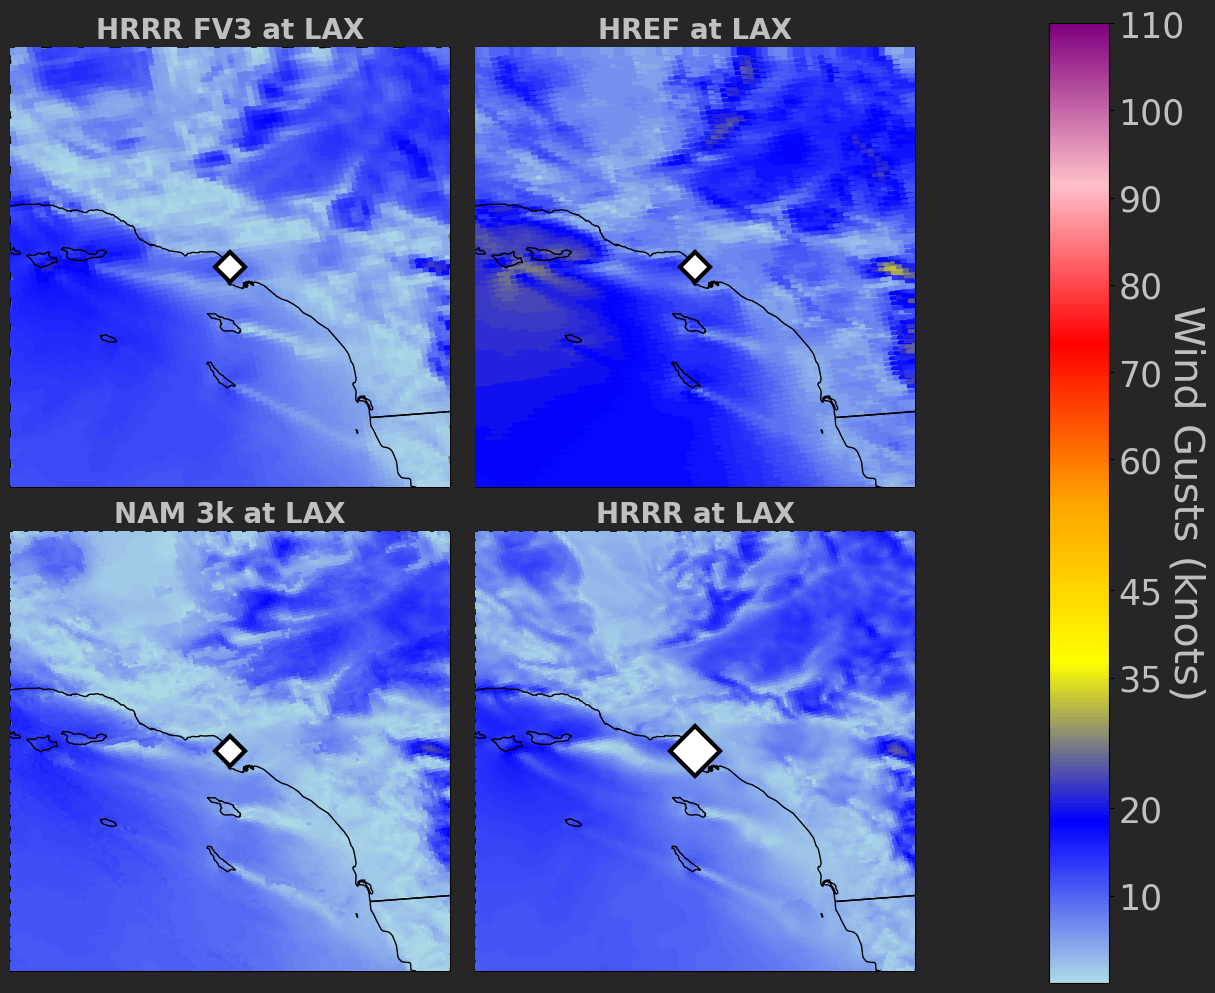 HRRR FV3 at LAX
HREF at LAX
NAM 3k at LAX
HRRR at LAX
110
100
90
80
70
60
45
35
20
10
Wind Gusts (knots)